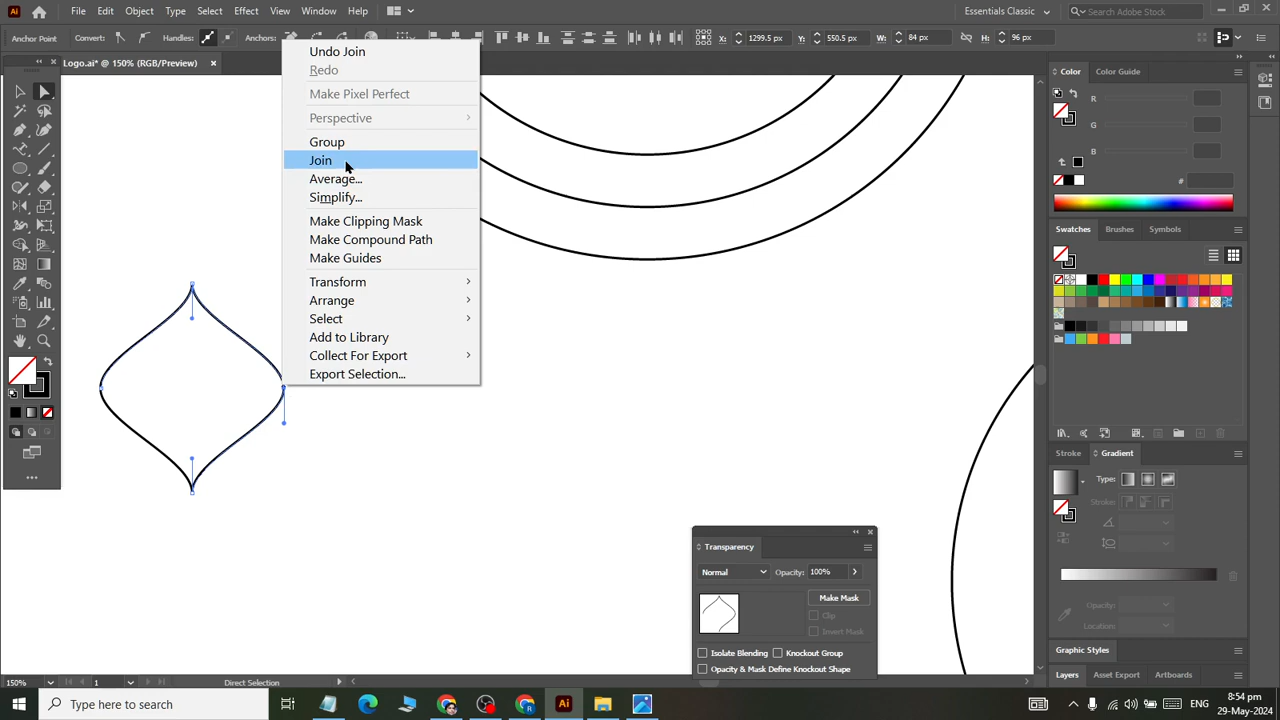 Ai File Edit Object Type Select Effect View Window Help Essentials Classic Search Adobe Stock
Anchor Point Convert: Handles: Anchors: X: 1299.5 px Y: 550.5 px W: 84 px H: 96 px
Logo.ai* @ 150% (RGB/Preview)
Undo Join
Redo
Make Pixel Perfect
Perspective
Group
Join
Average...
Simplify...
Make Clipping Mask
Make Compound Path
Make Guides
Transform
Arrange
Select
Add to Library
Collect For Export
Export Selection...
Color Color Guide
R
G
B
#
Swatches Brushes Symbols
Stroke Gradient
Type:
Stroke:
Opacity:
Location:
Graphic Styles
Layers Asset Export Artboards
Transparency
Normal Opacity: 100%
Make Mask
Clip
Invert Mask
Isolate Blending Knockout Group
Opacity & Mask Define Knockout Shape
150% 1 Direct Selection
Type here to search
8:54 pm
29-May-2024